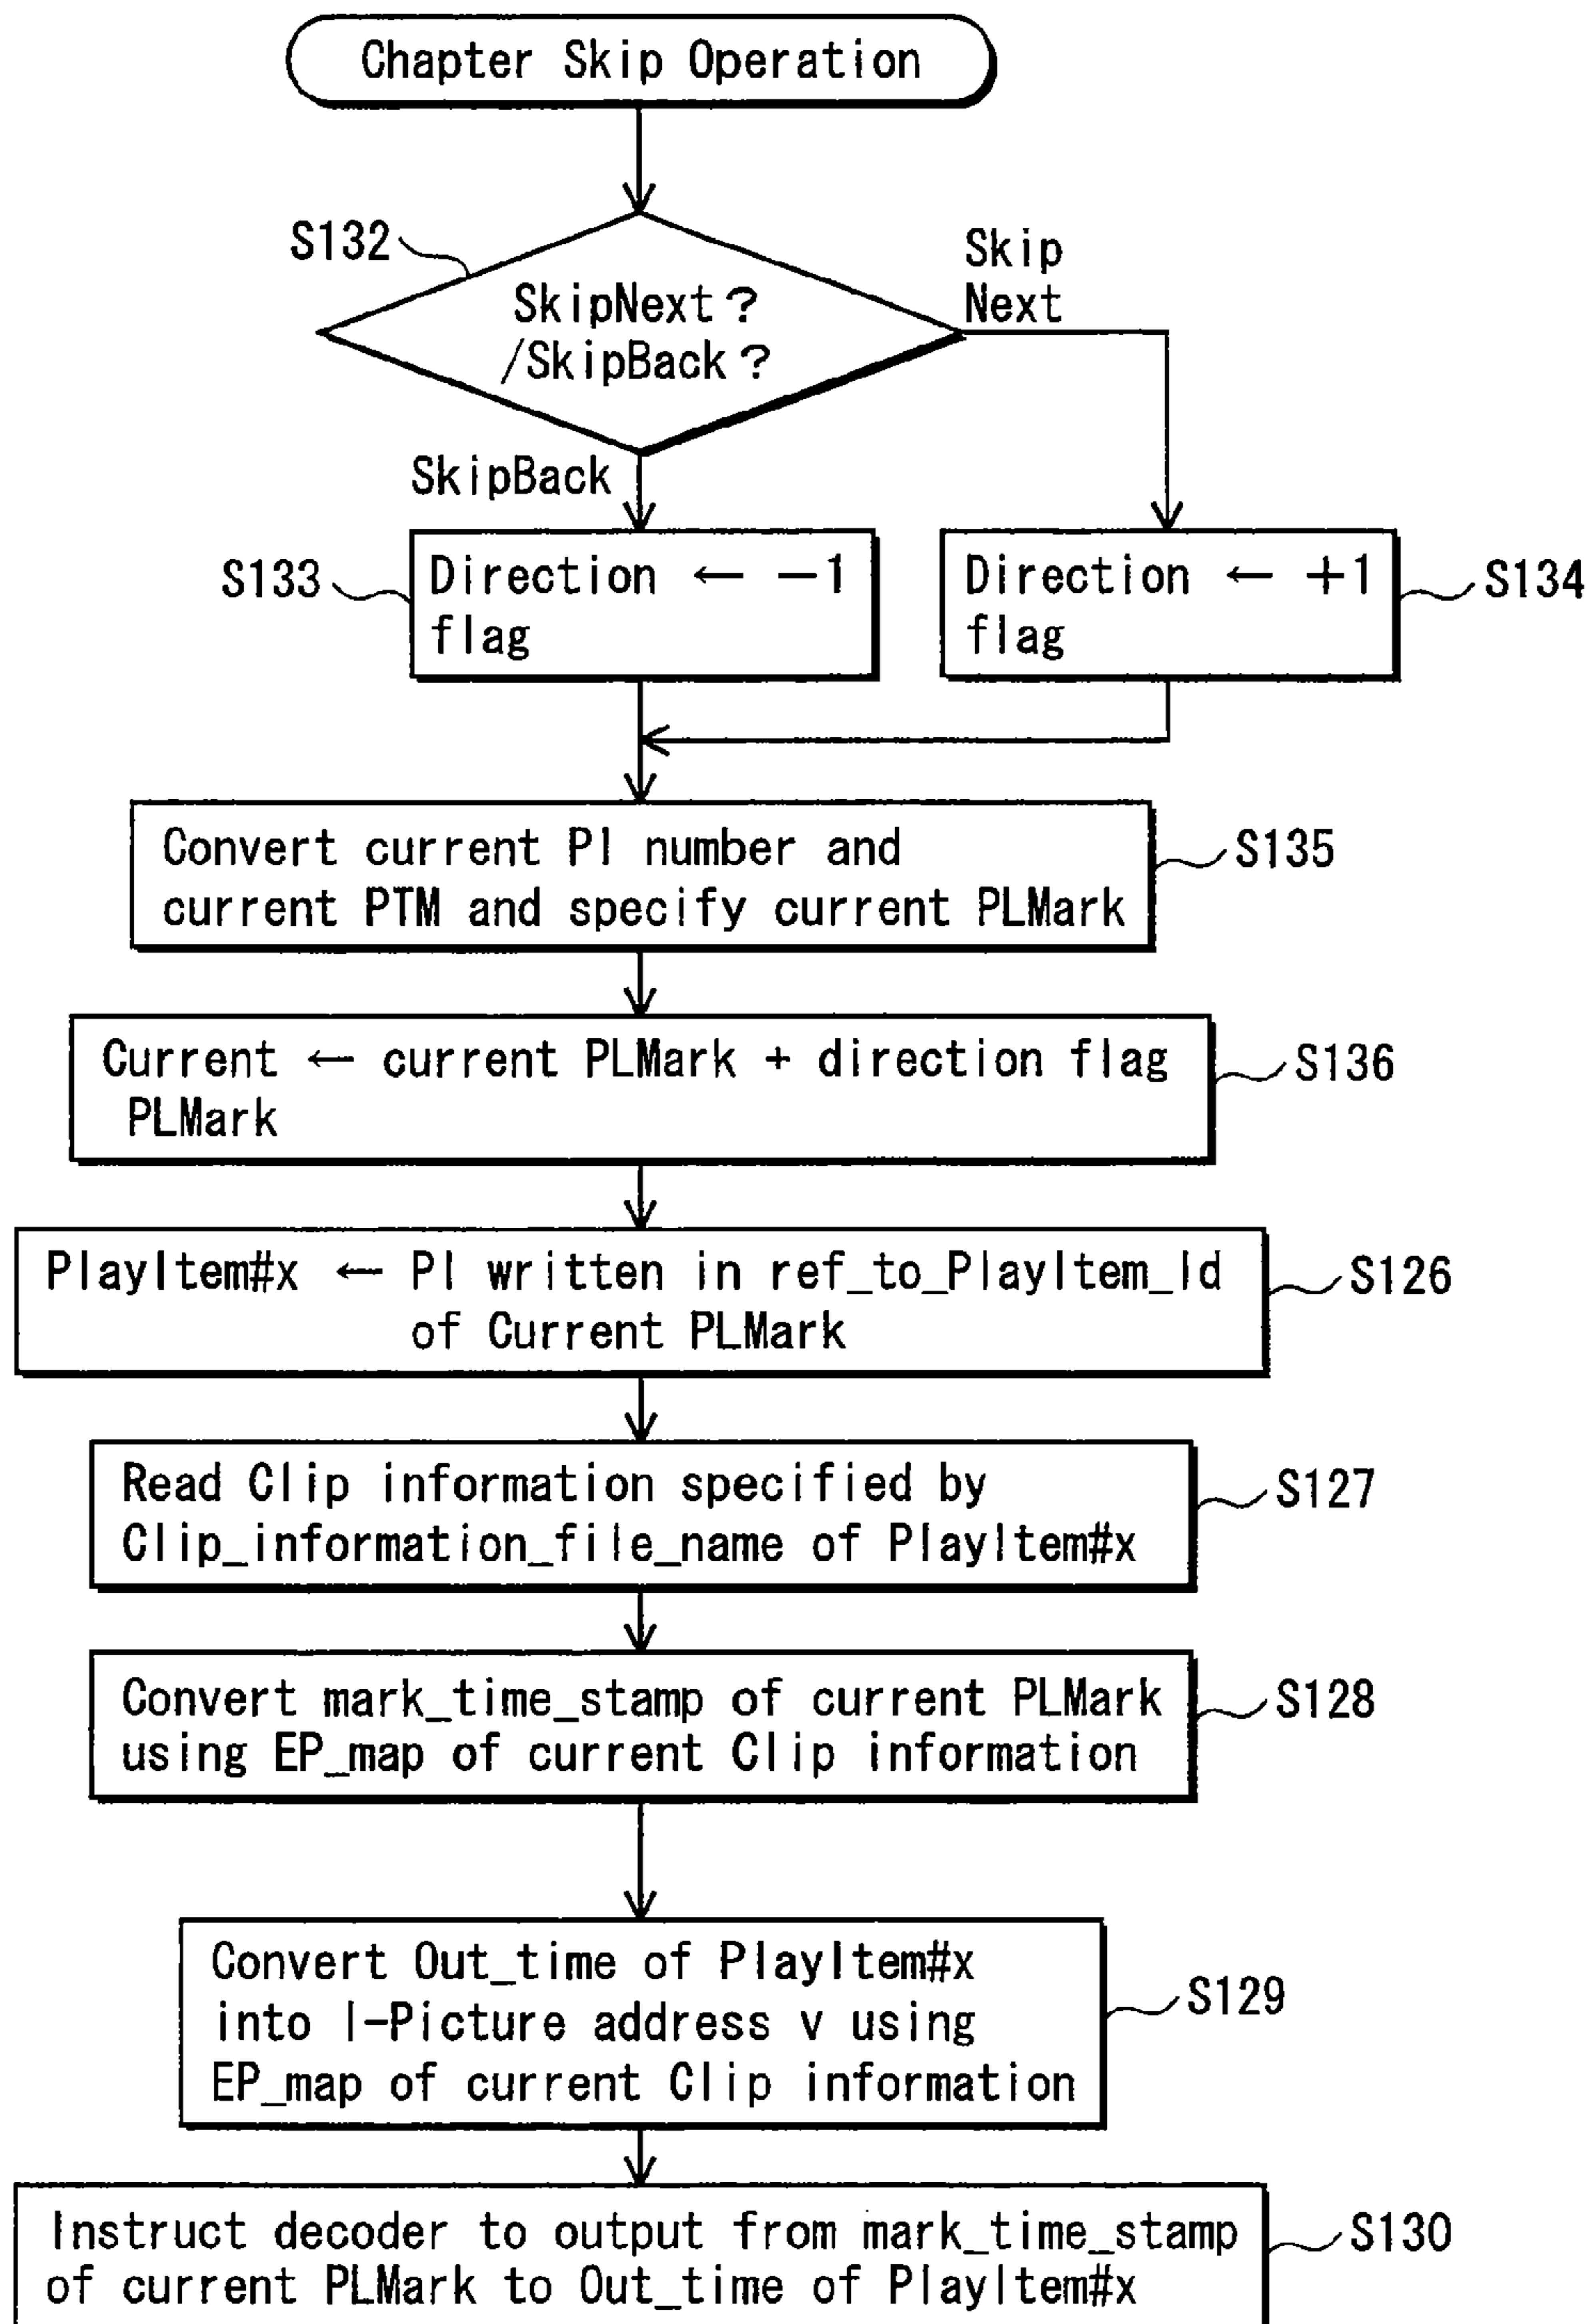 Chapter Skip Operation
S132
Skip
Next
SkipNext?
/SkipBack?
SkipBack
S133
Direction ← −1
flag
Direction ← +1
flag
S134
Convert current PI number and
current PTM and specify current PLMark
S135
Current ← current PLMark + direction flag
PLMark
S136
PlayItem#x ← PI written in ref_to_PlayItem_Id
of Current PLMark
S126
Read Clip information specified by
Clip_information_file_name of PlayItem#x
S127
Convert mark_time_stamp of current PLMark
using EP_map of current Clip information
S128
Convert Out_time of PlayItem#x
into I-Picture address v using
EP_map of current Clip information
S129
Instruct decoder to output from mark_time_stamp
of current PLMark to Out_time of PlayItem#x
S130